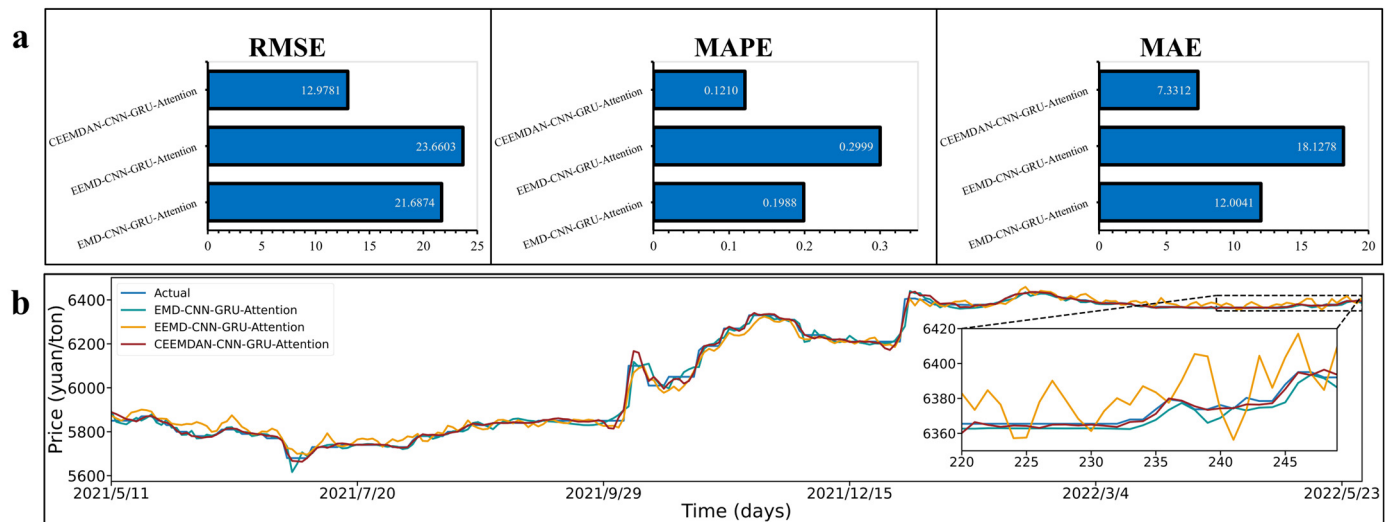 a
RMSE
CEEMDAN-CNN-GRU-Attention
12.9781
EEMD-CNN-GRU-Attention
23.6603
EMD-CNN-GRU-Attention
21.6874
0 5 10 15 20 25
MAPE
CEEMDAN-CNN-GRU-Attention
0.1210
EEMD-CNN-GRU-Attention
0.2999
EMD-CNN-GRU-Attention
0.1988
0 0.1 0.2 0.3
MAE
CEEMDAN-CNN-GRU-Attention
7.3312
EEMD-CNN-GRU-Attention
18.1278
EMD-CNN-GRU-Attention
12.0041
0 5 10 15 20
b
Price (yuan/ton)
6400
6200
6000
5800
5600
Actual
EMD-CNN-GRU-Attention
EEMD-CNN-GRU-Attention
CEEMDAN-CNN-GRU-Attention
6420
6400
6380
6360
220 225 230 235 240 245
2021/5/11 2021/7/20 2021/9/29 2021/12/15 2022/3/4 2022/5/23
Time (days)